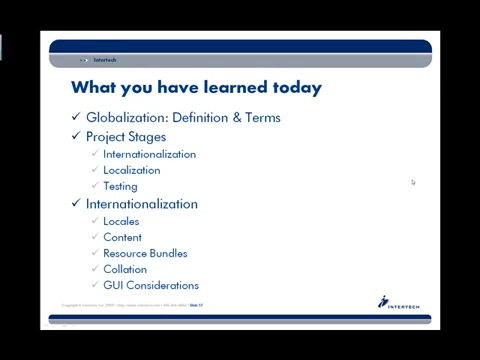 Intertech
What you have learned today
Globalization: Definition & Terms
Project Stages
Internationalization
Localization
Testing
Internationalization
Locales
Content
Resource Bundles
Collation
GUI Considerations
INTERTECH